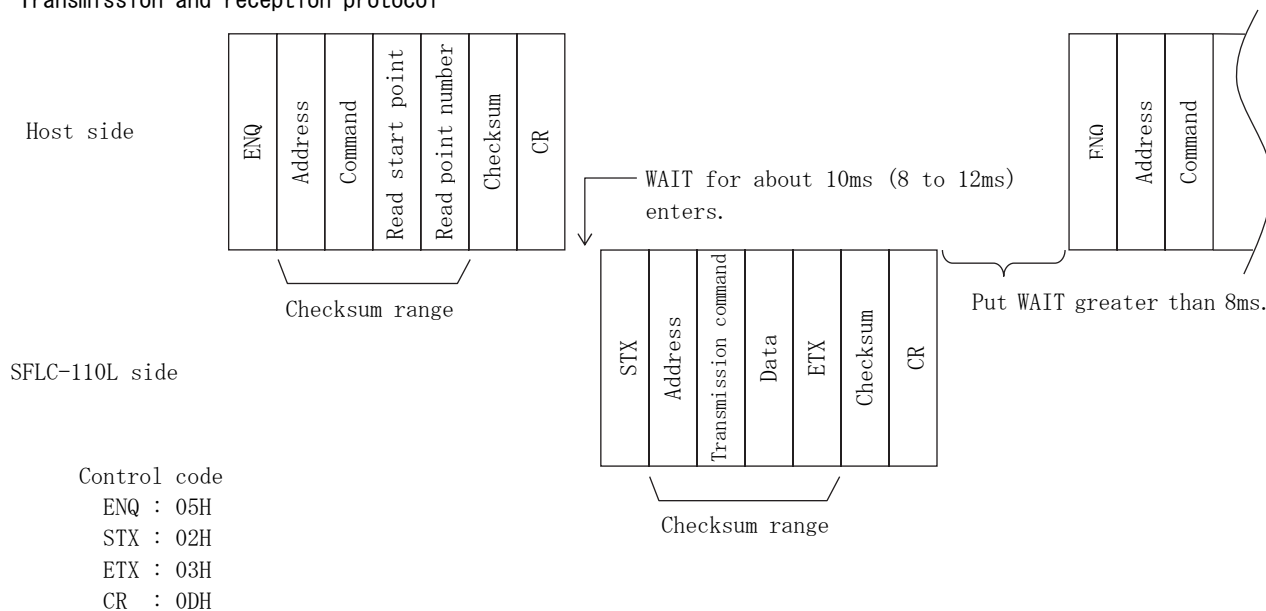 Transmission and reception protocol
Host side
ENQ
Address
Command
Read start point
Read point number
Checksum
CR
Checksum range
WAIT for about 10ms (8 to 12ms)
enters.
ENQ
Address
Command
Put WAIT greater than 8ms.
SFLC-110L side
STX
Address
Transmission command
Data
ETX
Checksum
CR
Checksum range
Control code
ENQ : 05H
STX : 02H
ETX : 03H
CR : 0DH